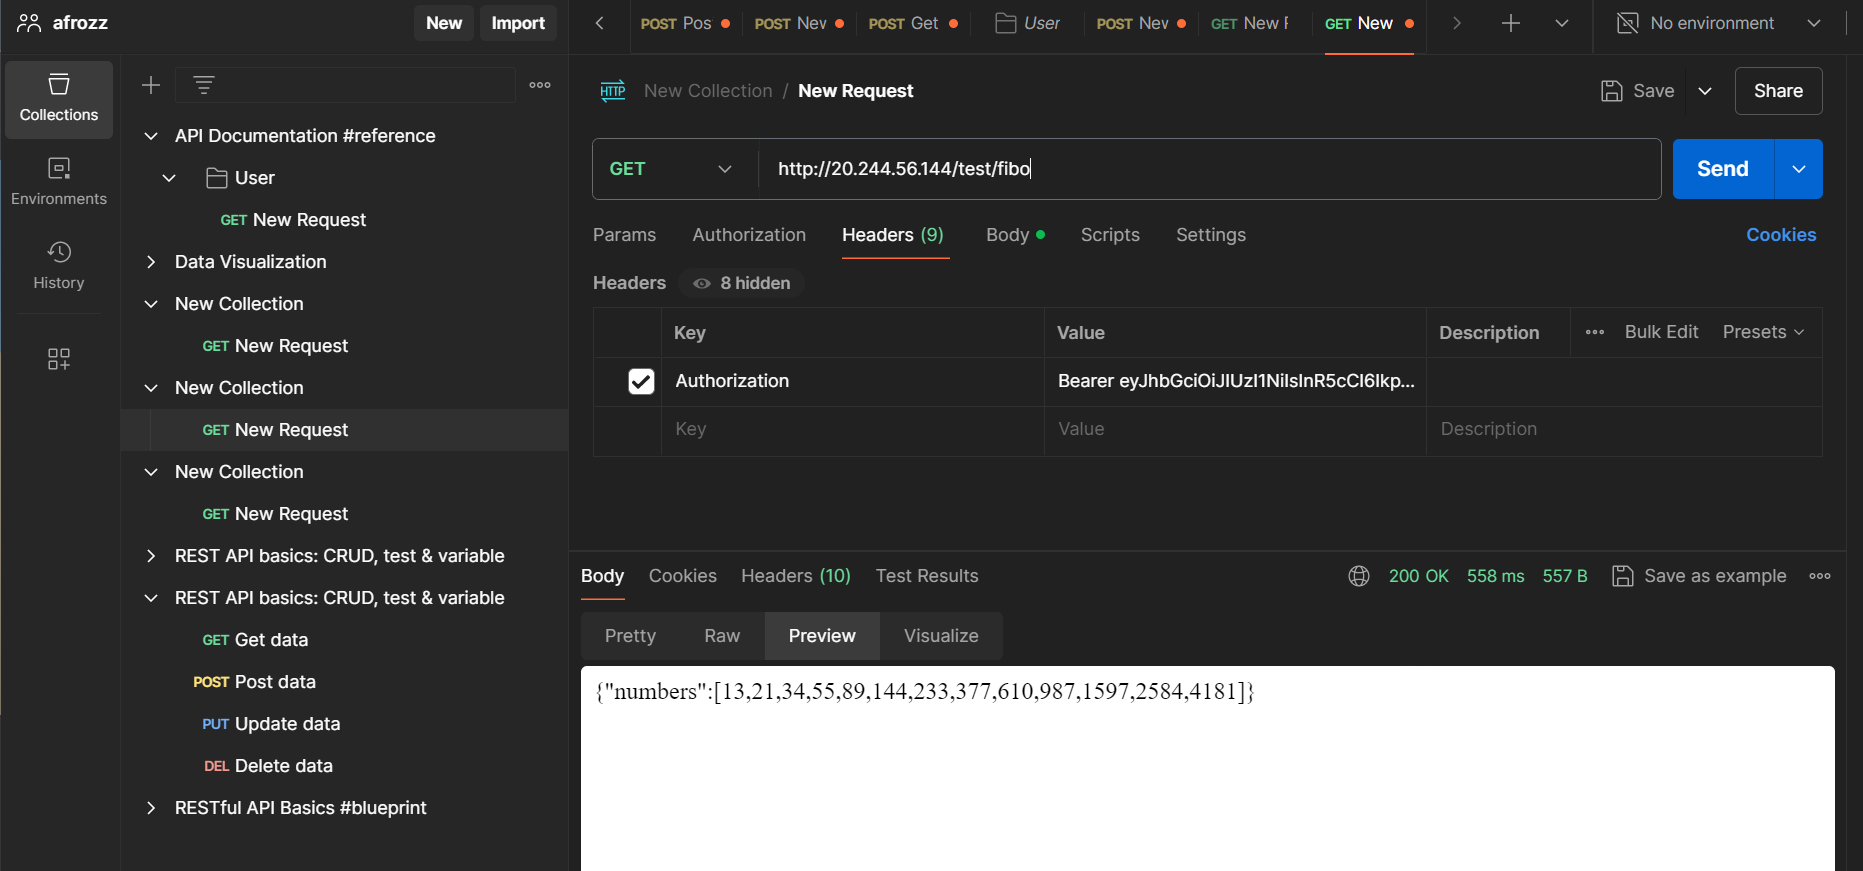 afrozz
New
Import
POST Pos
POST Nev
POST Get
User
POST Nev
GET New F
GET New
No environment
Collections
Environments
History
API Documentation #reference
User
GET New Request
Data Visualization
New Collection
GET New Request
New Collection
GET New Request
New Collection
GET New Request
REST API basics: CRUD, test & variable
REST API basics: CRUD, test & variable
GET Get data
POST Post data
PUT Update data
DEL Delete data
RESTful API Basics #blueprint
HTTP New Collection / New Request
Save
Share
GET
http://20.244.56.144/test/fibo
Send
Params Authorization Headers (9) Body Scripts Settings
Cookies
Headers 8 hidden
Key Value Description Bulk Edit Presets
Authorization Bearer eyJhbGciOiJIUzI1NiIsInR5cCI6Ikp...
Key Value Description
Body Cookies Headers (10) Test Results
200 OK 558 ms 557 B Save as example
Pretty Raw Preview Visualize
{"numbers":[13,21,34,55,89,144,233,377,610,987,1597,2584,4181]}